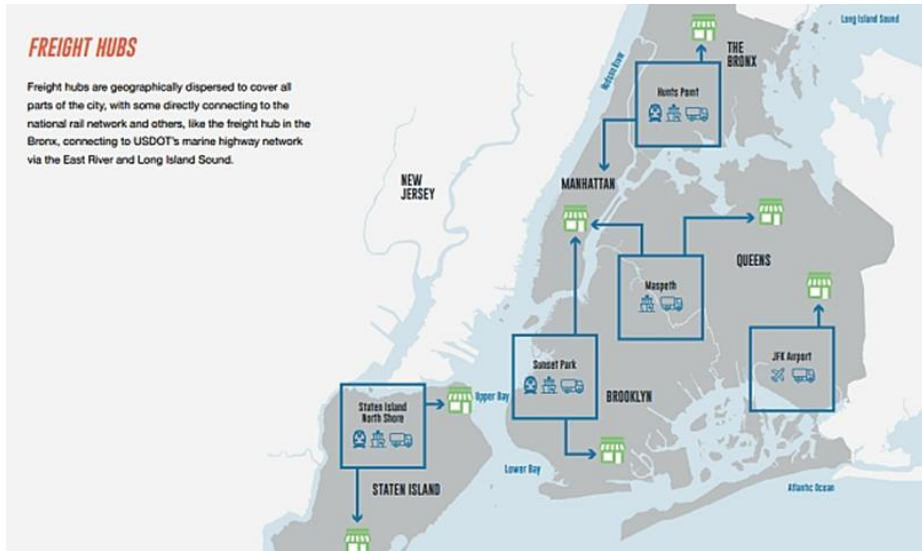 FREIGHT HUBS
Freight hubs are geographically dispersed to cover all
parts of the city, with some directly connecting to the
national rail network and others, like the freight hub in the
Bronx, connecting to USDOT's marine highway network
via the East River and Long Island Sound.
Long Island Sound
THE
BRONX
Hudson River
Hunts Point
NEW
JERSEY
MANHATTAN
QUEENS
Maspeth
JFK Airport
Sunset Park
BROOKLYN
Upper Bay
Staten Island
North Shore
Lower Bay
STATEN ISLAND
Atlantic Ocean